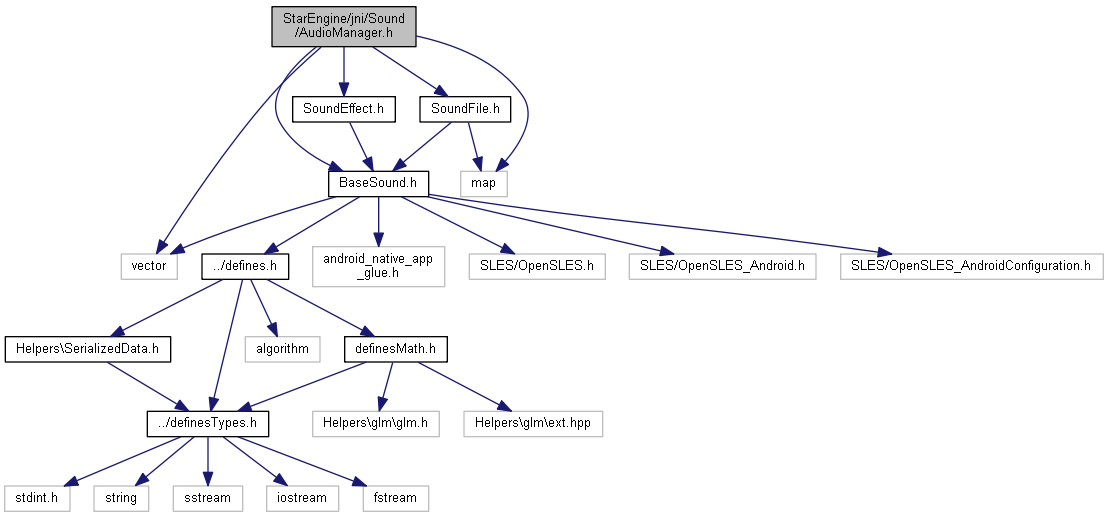 StarEngine/jni/Sound
/AudioManager.h
SoundEffect.h
SoundFile.h
BaseSound.h
map
vector
../defines.h
android_native_app
_glue.h
SLES/OpenSLES.h
SLES/OpenSLES_Android.h
SLES/OpenSLES_AndroidConfiguration.h
Helpers\SerializedData.h
algorithm
definesMath.h
../definesTypes.h
Helpers\glm\glm.h
Helpers\glm\ext.hpp
stdint.h
string
sstream
iostream
fstream